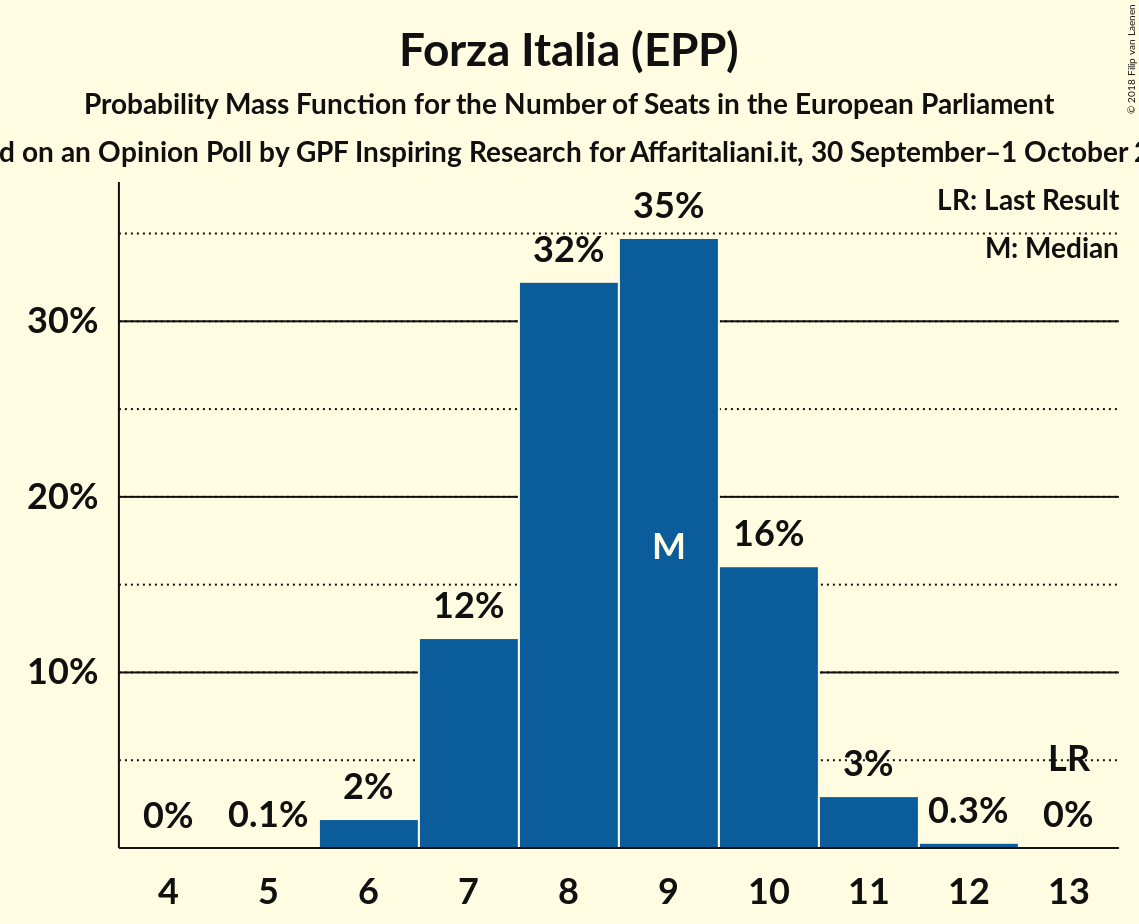 Forza Italia (EPP)
Probability Mass Function for the Number of Seats in the European Parliament
on an Opinion Poll by GPF Inspiring Research for Affaritaliani.it, 30 September–1 October
© 2018 Filip van Laenen
LR: Last Result
M: Median
35%
32%
30%
20%
M
16%
12%
10%
LR
3%
2%
0%
0.1%
0.3%
0%
4 5 6 7 8 9 10 11 12 13